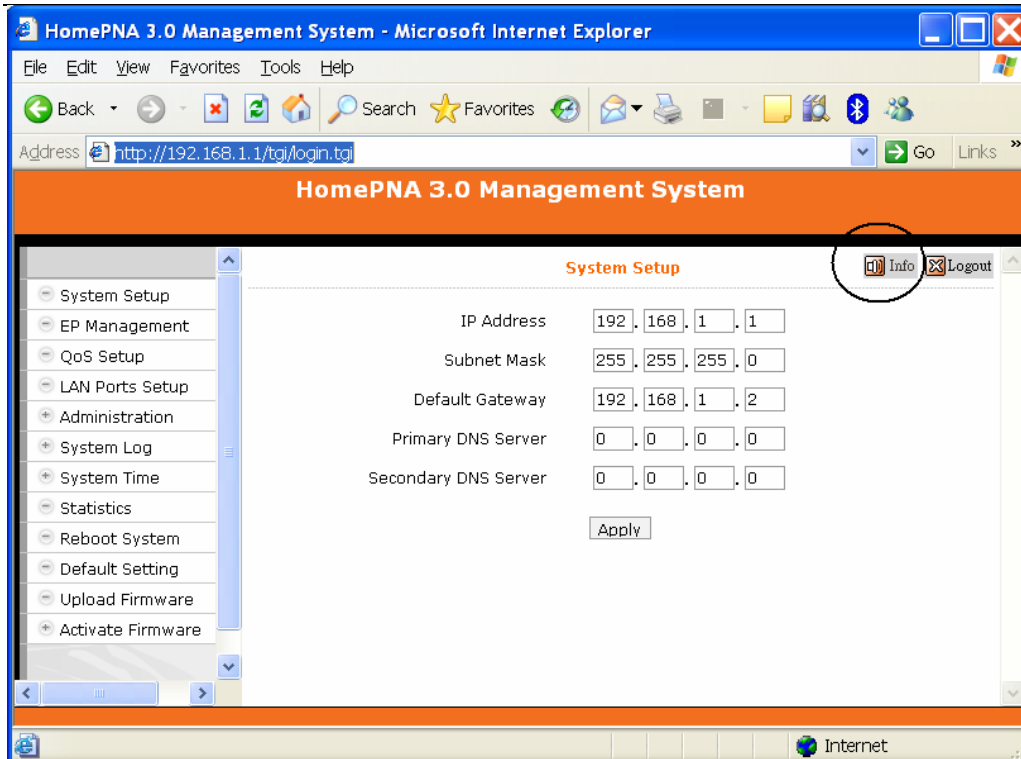 HomePNA 3.0 Management System - Microsoft Internet Explorer
File Edit View Favorites Tools Help
Back Search Favorites
Address http://192.168.1.1/tgi/login.tgi Go Links »
HomePNA 3.0 Management System
System Setup Info Logout
System Setup
EP Management
QoS Setup
LAN Ports Setup
Administration
System Log
System Time
Statistics
Reboot System
Default Setting
Upload Firmware
Activate Firmware
IP Address 192 . 168 . 1 . 1
Subnet Mask 255 . 255 . 255 . 0
Default Gateway 192 . 168 . 1 . 2
Primary DNS Server 0 . 0 . 0 . 0
Secondary DNS Server 0 . 0 . 0 . 0
Apply
Internet